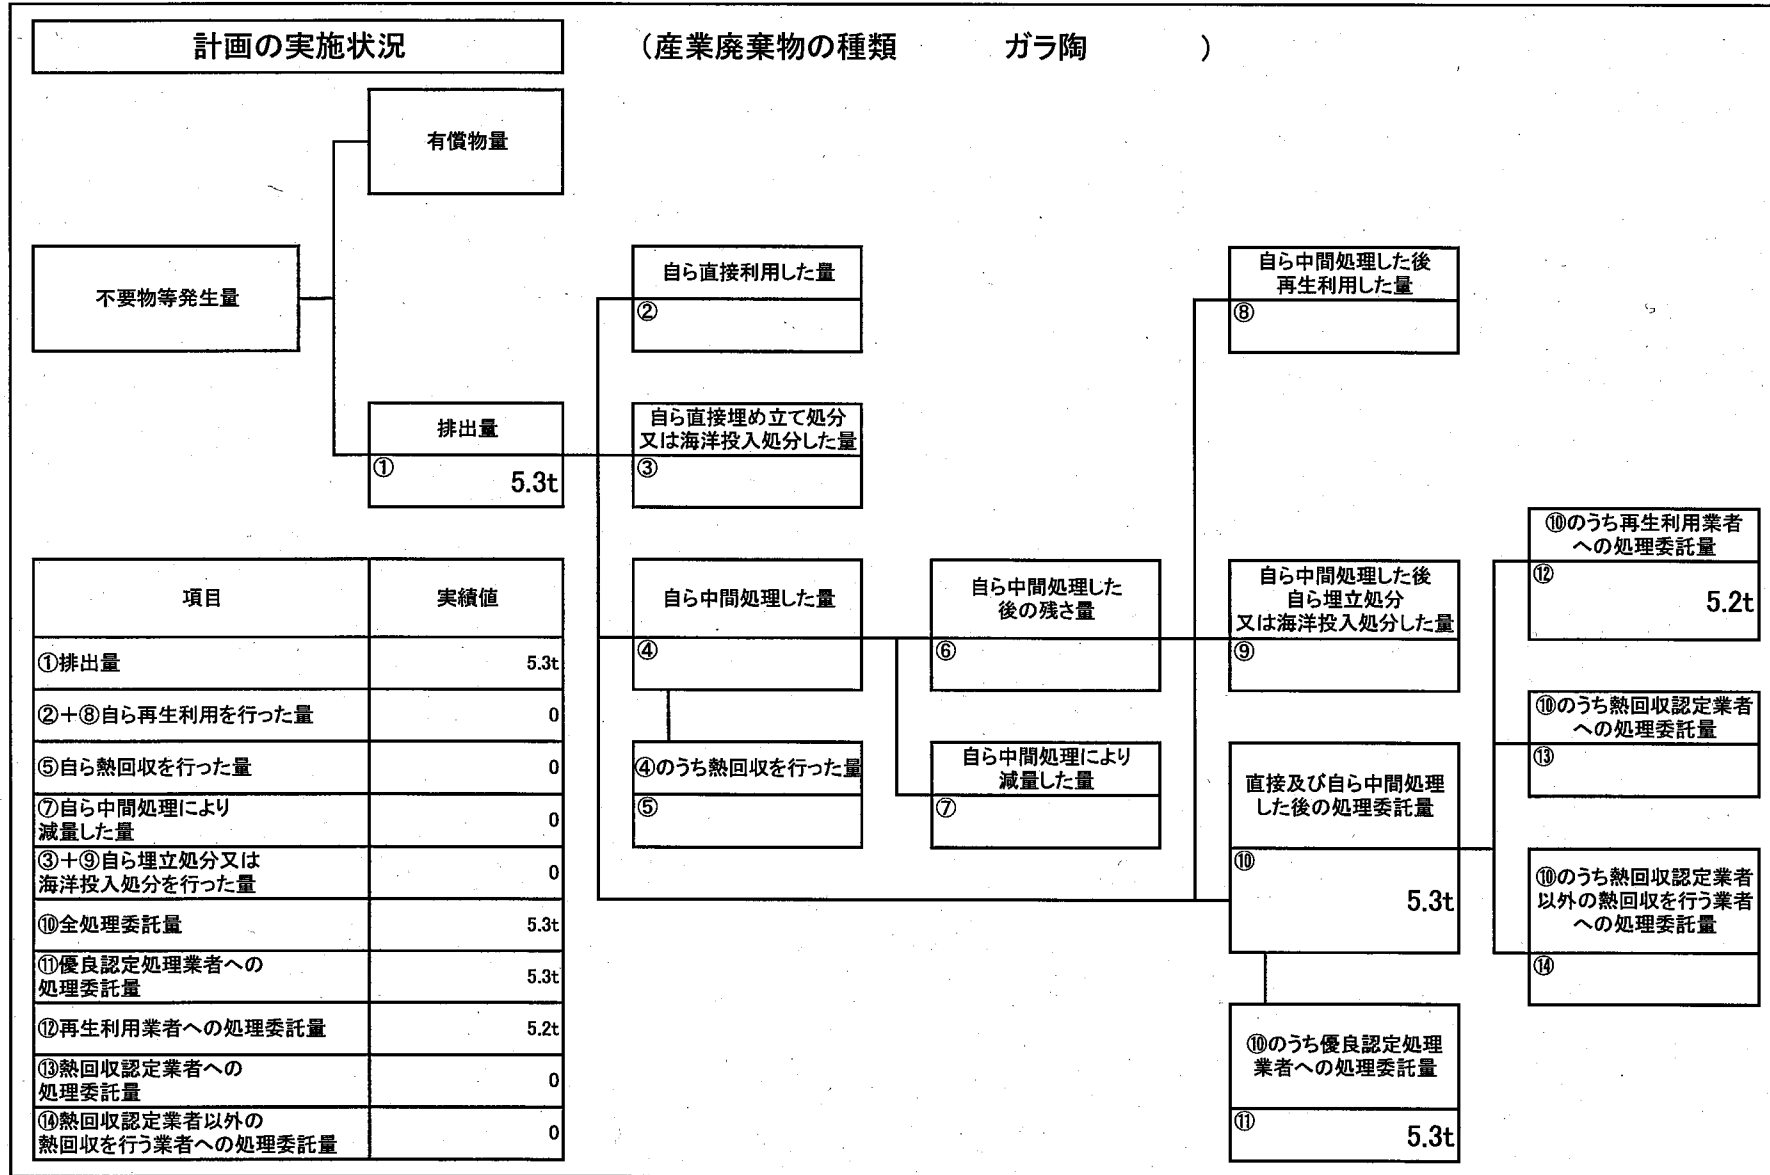 計画の実施状況
（産業廃棄物の種類　　ガラ陶　　）
有償物量
不要物等発生量
排出量
①
5.3t
自ら直接利用した量
②
自ら直接埋め立て処分
又は海洋投入処分した量
③
自ら中間処理した後
再生利用した量
⑧
自ら中間処理した量
④
④のうち熱回収を行った量
⑤
自ら中間処理した
後の残さ量
⑥
自ら中間処理により
減量した量
⑦
自ら中間処理した後
自ら埋立処分
又は海洋投入処分した量
⑨
直接及び自ら中間処理
した後の処理委託量
⑩
5.3t
⑩のうち優良認定処理
業者への処理委託量
⑪
5.3t
⑩のうち再生利用業者
への処理委託量
⑫
5.2t
⑩のうち熱回収認定業者
への処理委託量
⑬
⑩のうち熱回収認定業者
以外の熱回収を行う業者
への処理委託量
⑭
項目 実績値
①排出量 5.3t
②＋⑧自ら再生利用を行った量 0
⑤自ら熱回収を行った量 0
⑦自ら中間処理により
減量した量 0
③＋⑨自ら埋立処分又は
海洋投入処分を行った量 0
⑩全処理委託量 5.3t
⑪優良認定処理業者への
処理委託量 5.3t
⑫再生利用業者への処理委託量 5.2t
⑬熱回収認定業者への
処理委託量 0
⑭熱回収認定業者以外の
熱回収を行う業者への処理委託量 0